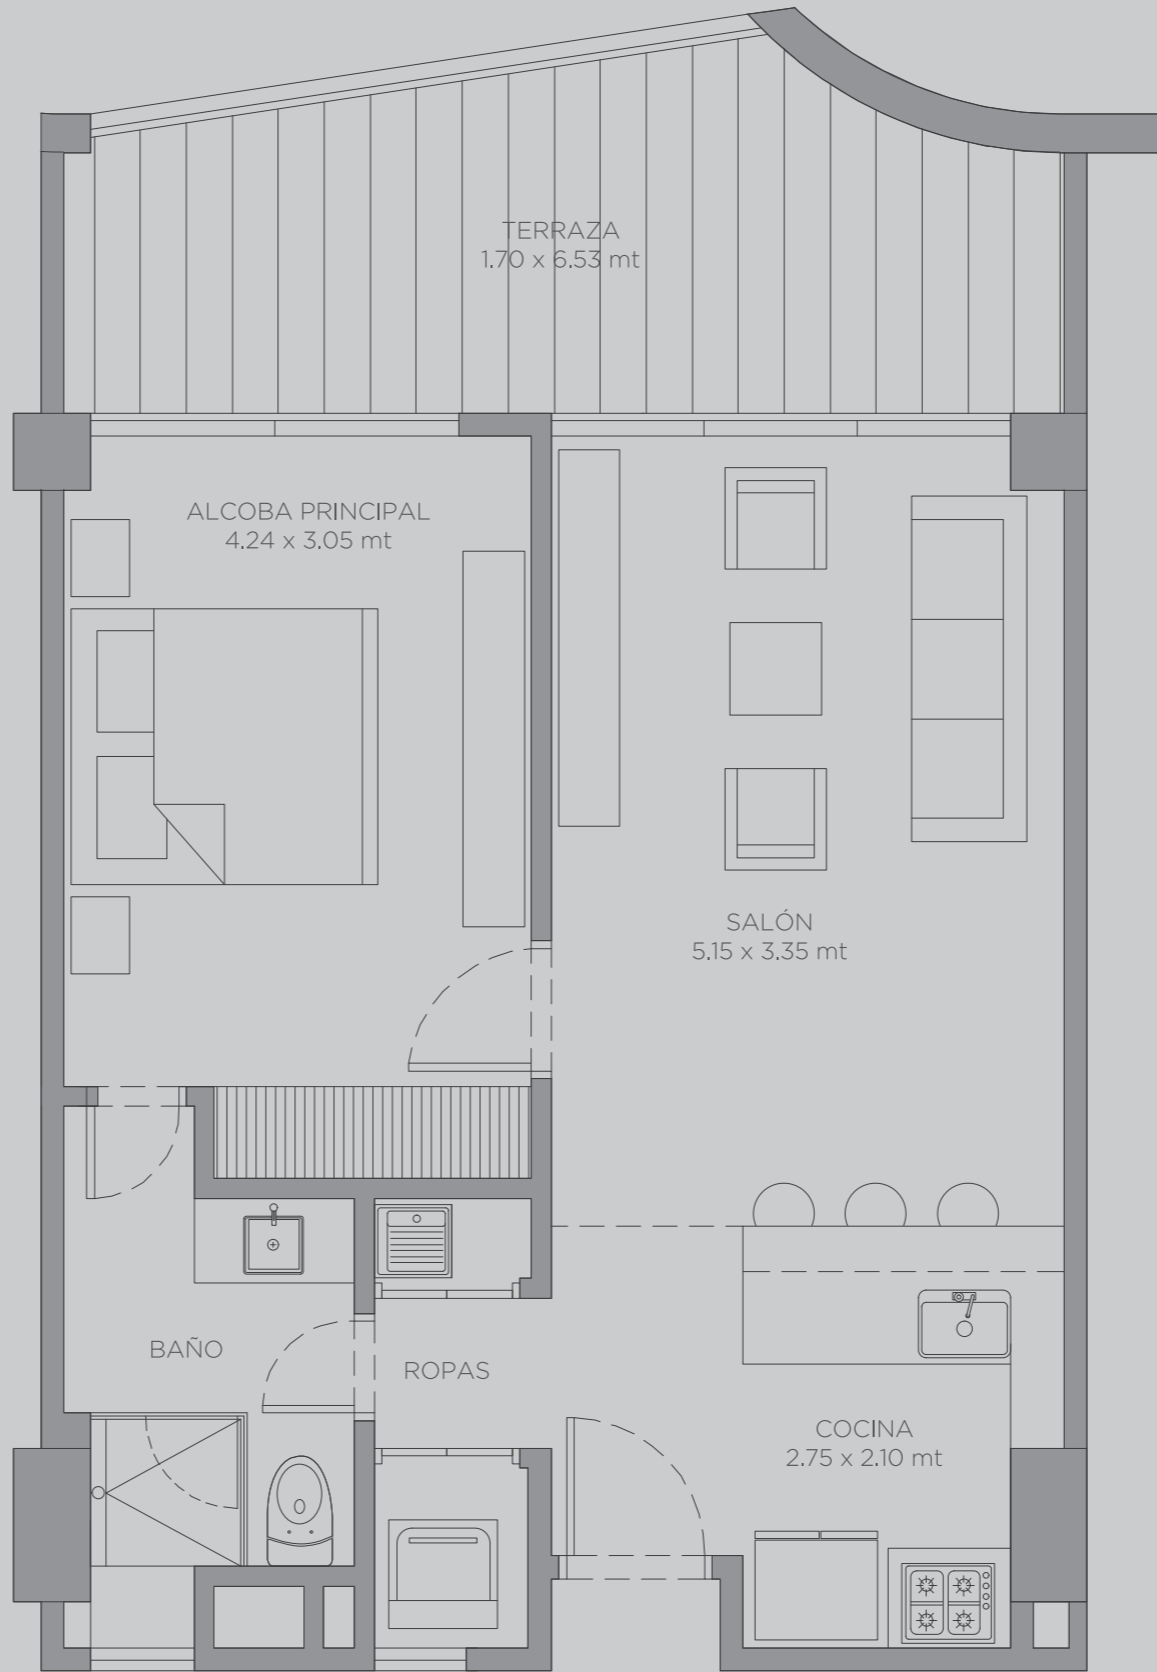 TERRAZA
1.70 x 6.53 mt
ALCOBA PRINCIPAL
4.24 x 3.05 mt
SALÓN
5.15 x 3.35 mt
BAÑO
ROPAS
COCINA
2.75 x 2.10 mt